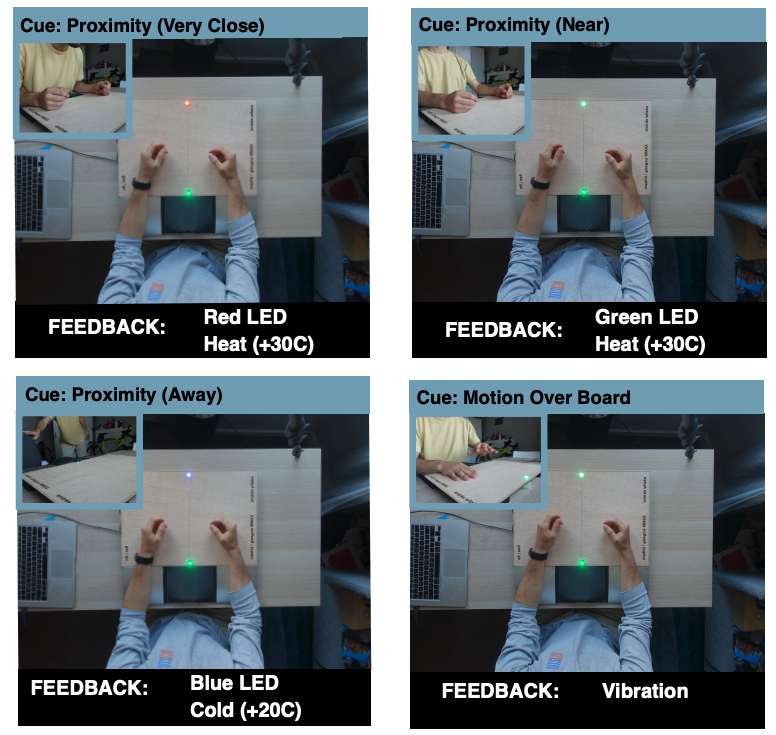 Cue: Proximity (Very Close)
FEEDBACK:
Red LED
Heat (+30C)
Cue: Proximity (Near)
FEEDBACK:
Green LED
Heat (+30C)
Cue: Proximity (Away)
FEEDBACK:
Blue LED
Cold (+20C)
Cue: Motion Over Board
FEEDBACK:
Vibration